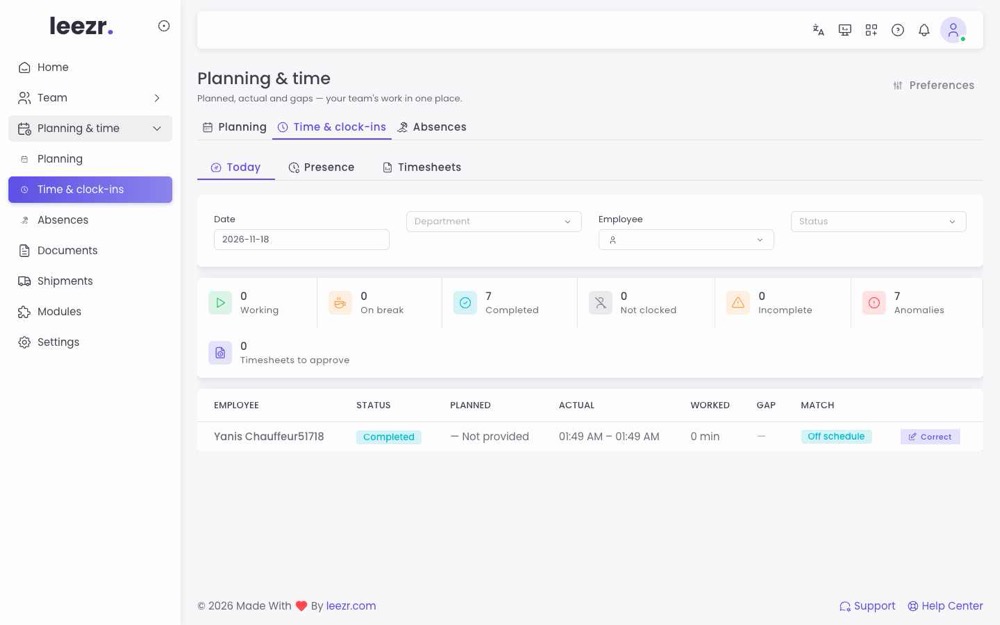 leezr.
Home
Team
Planning & time
Planning
Time & clock-ins
Absences
Documents
Shipments
Modules
Settings
Planning & time
Planned, actual and gaps — your team's work in one place.
Preferences
Planning
Time & clock-ins
Absences
Today
Presence
Timesheets
Date
2026-11-18
Department
Employee
Status
0
Working
0
On break
7
Completed
0
Not clocked
0
Incomplete
7
Anomalies
0
Timesheets to approve
EMPLOYEE STATUS PLANNED ACTUAL WORKED GAP MATCH
Yanis Chauffeur51718 Completed — Not provided 01:49 AM – 01:49 AM 0 min — Off schedule Correct
© 2026 Made With ❤️ By leezr.com
Support
Help Center